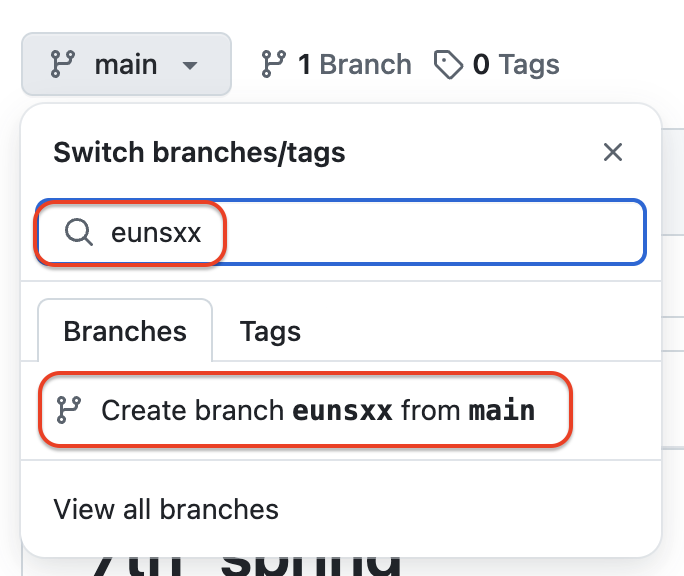 main 1 Branch 0 Tags
Switch branches/tags
eunsxx
Branches Tags
Create branch eunsxx from main
View all branches
7th spring